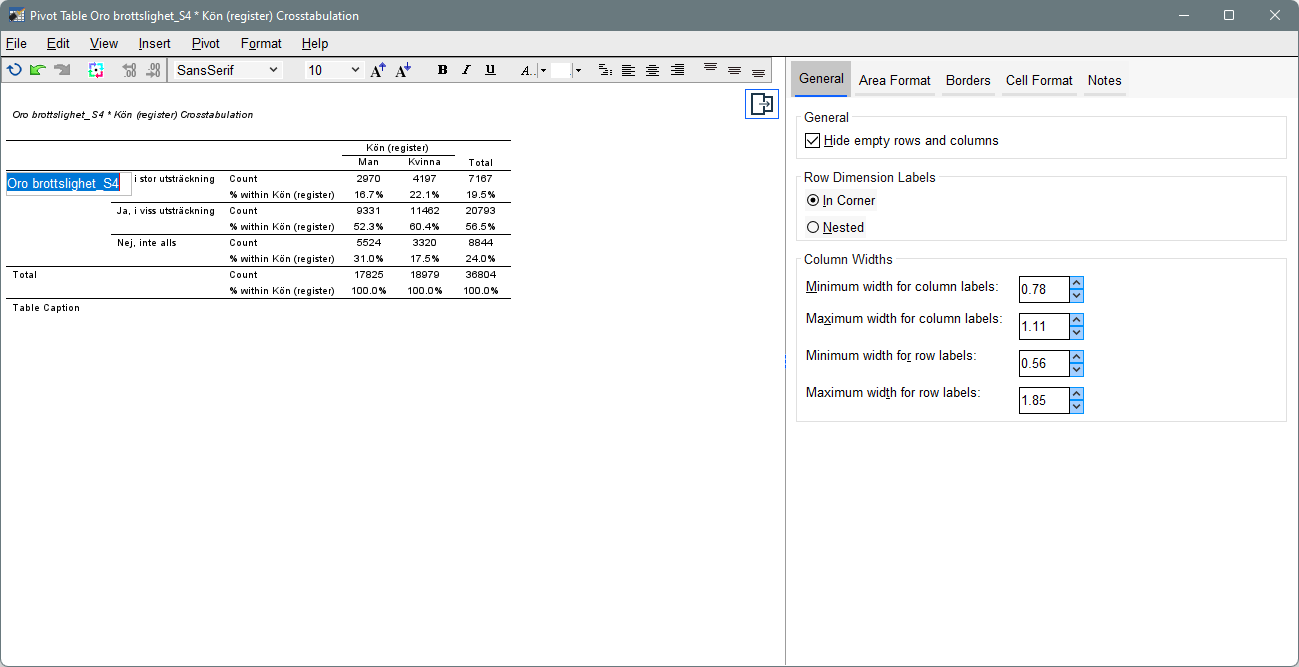 Pivot Table Oro brottslighet_S4 * Kön (register) Crosstabulation
File Edit View Insert Pivot Format Help
SansSerif 10 B I U A..
Oro brottslighet_S4 * Kön (register) Crosstabulation
Kön (register)
Man Kvinna Total
Oro brottslighet_S4 i stor utsträckning Count 2970 4197 7167
% within Kön (register) 16.7% 22.1% 19.5%
Ja, i viss utsträckning Count 9331 11462 20793
% within Kön (register) 52.3% 60.4% 56.5%
Nej, inte alls Count 5524 3320 8844
% within Kön (register) 31.0% 17.5% 24.0%
Total Count 17825 18979 36804
% within Kön (register) 100.0% 100.0% 100.0%
Table Caption
General Area Format Borders Cell Format Notes
General
Hide empty rows and columns
Row Dimension Labels
In Corner
Nested
Column Widths
Minimum width for column labels: 0.78
Maximum width for column labels: 1.11
Minimum width for row labels: 0.56
Maximum width for row labels: 1.85